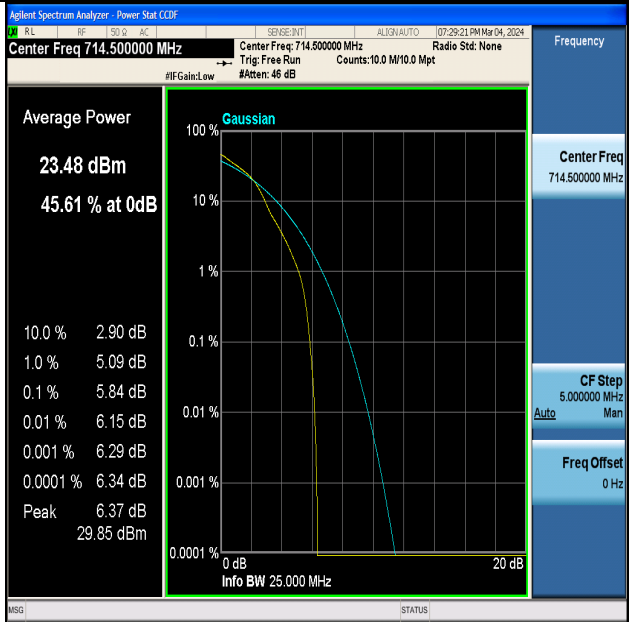 Agilent Spectrum Analyzer - Power Stat CCDF
LXI RL RF 50 Ω AC SENSE:INT ALIGN AUTO 07:29:21 PM Mar 04, 2024
Center Freq 714.500000 MHz
Center Freq: 714.500000 MHz Radio Std: None
Trig: Free Run Counts:10.0 M/10.0 Mpt
#IFGain:Low #Atten: 46 dB
Frequency
Center Freq
714.500000 MHz
CF Step
5.000000 MHz
Auto Man
Freq Offset
0 Hz
Average Power
23.48 dBm
45.61 % at 0dB
10.0 % 2.90 dB
1.0 % 5.09 dB
0.1 % 5.84 dB
0.01 % 6.15 dB
0.001 % 6.29 dB
0.0001 % 6.34 dB
Peak 6.37 dB
29.85 dBm
Gaussian
100 %
10 %
1 %
0.1 %
0.01 %
0.001 %
0.0001 %
0 dB 20 dB
Info BW 25.000 MHz
MSG STATUS